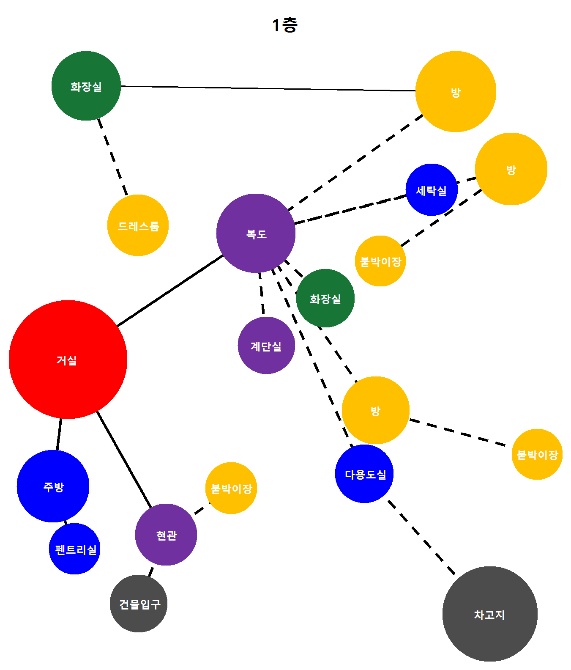 1층
화장실
방
방
세탁실
드레스룸
복도
붙박이장
화장실
계단실
거실
방
붙박이장
다용도실
주방
붙박이장
현관
펜트리실
건물입구
차고지